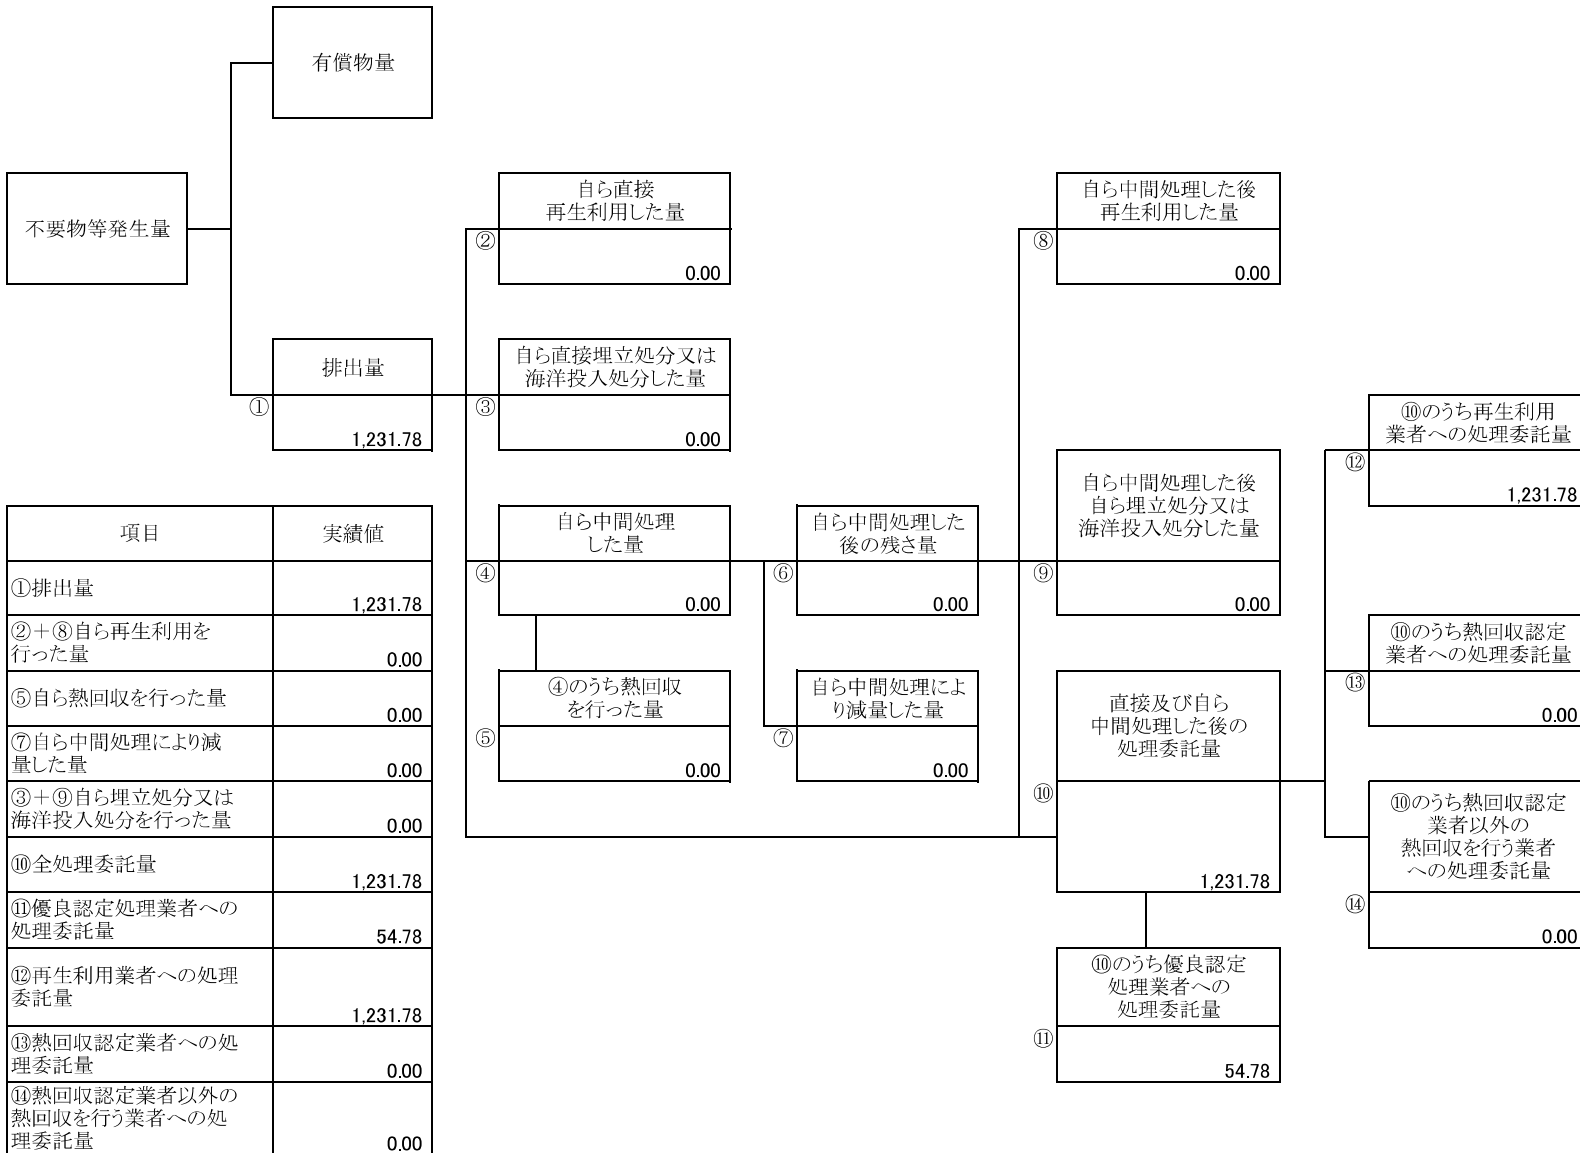 有償物量
不要物等発生量
排出量
①
1,231.78
自ら直接
再生利用した量
②
0.00
自ら直接埋立処分又は
海洋投入処分した量
③
0.00
自ら中間処理
した量
④
0.00
④のうち熱回収
を行った量
⑤
0.00
自ら中間処理した
後の残さ量
⑥
0.00
自ら中間処理によ
り減量した量
⑦
0.00
自ら中間処理した後
再生利用した量
⑧
0.00
自ら中間処理した後
自ら埋立処分又は
海洋投入処分した量
⑨
0.00
直接及び自ら
中間処理した後の
処理委託量
⑩
1,231.78
⑩のうち優良認定
処理業者への
処理委託量
⑪
54.78
⑩のうち再生利用
業者への処理委託量
⑫
1,231.78
⑩のうち熱回収認定
業者への処理委託量
⑬
0.00
⑩のうち熱回収認定
業者以外の
熱回収を行う業者
への処理委託量
⑭
0.00
項目 実績値
①排出量
1,231.78
②+⑧自ら再生利用を
行った量
0.00
⑤自ら熱回収を行った量
0.00
⑦自ら中間処理により減
量した量
0.00
③+⑨自ら埋立処分又は
海洋投入処分を行った量
0.00
⑩全処理委託量
1,231.78
⑪優良認定処理業者への
処理委託量
54.78
⑫再生利用業者への処理
委託量
1,231.78
⑬熱回収認定業者への処
理委託量
0.00
⑭熱回収認定業者以外の
熱回収を行う業者への処
理委託量
0.00